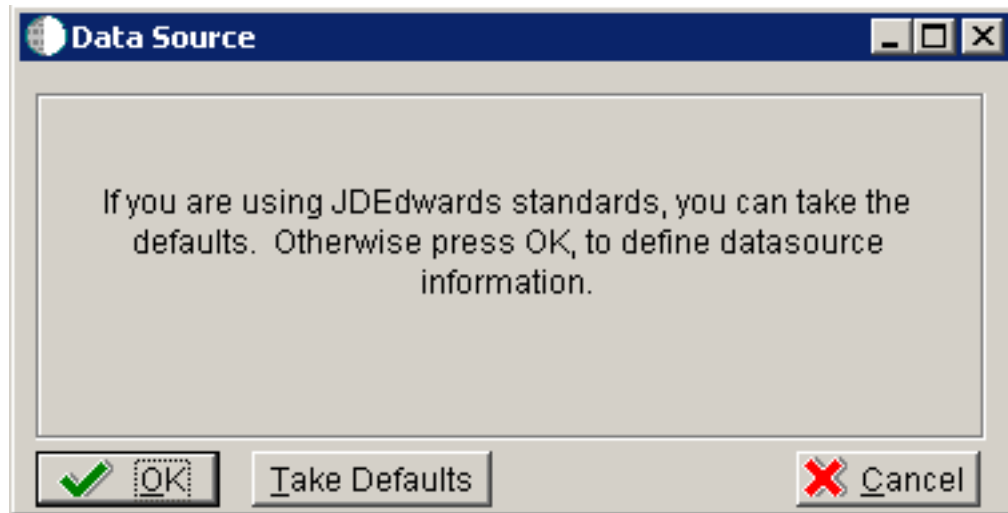 Data Source
If you are using JDEdwards standards, you can take the
defaults.  Otherwise press OK, to define datasource
information.
OK
Take Defaults
Cancel